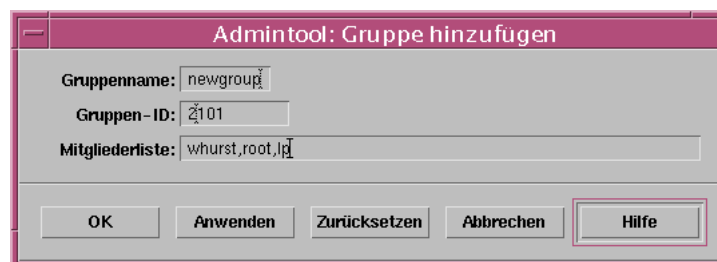 Admintool: Gruppe hinzufügen
Gruppenname: newgroup
Gruppen-ID: 2101
Mitgliederliste: whurst,root,lp
OK Anwenden Zurücksetzen Abbrechen Hilfe